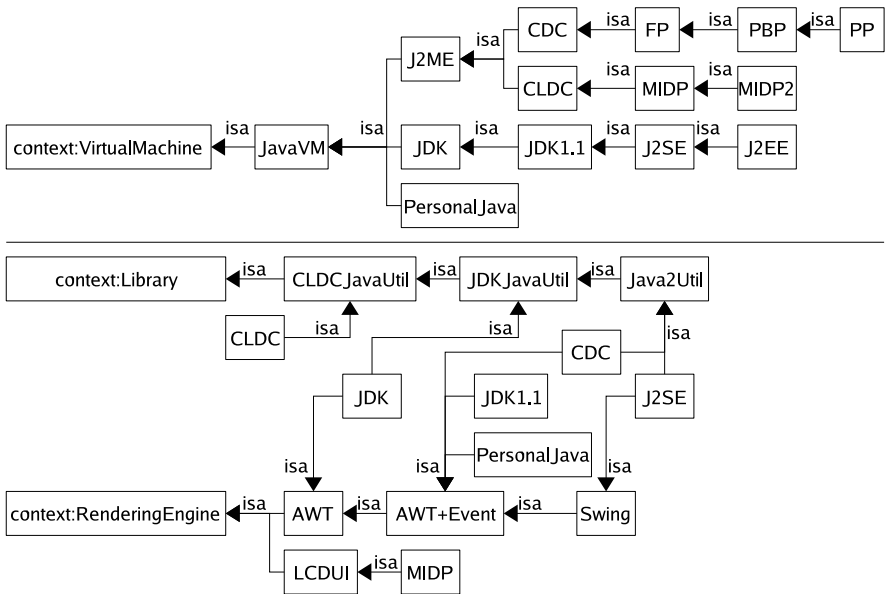 CDC isa FP isa PBP isa PP
isa
J2ME
CLDC isa MIDP isa MIDP2
context:VirtualMachine isa JavaVM isa JDK isa JDK1.1 isa J2SE isa J2EE
PersonalJava
context:Library isa CLDCJavaUtil isa JDKJavaUtil isa Java2Util
CLDC isa isa CDC isa
JDK JDK1.1 J2SE
PersonalJava
isa isa isa
context:RenderingEngine isa AWT isa AWT+Event isa Swing
LCDUI isa MIDP